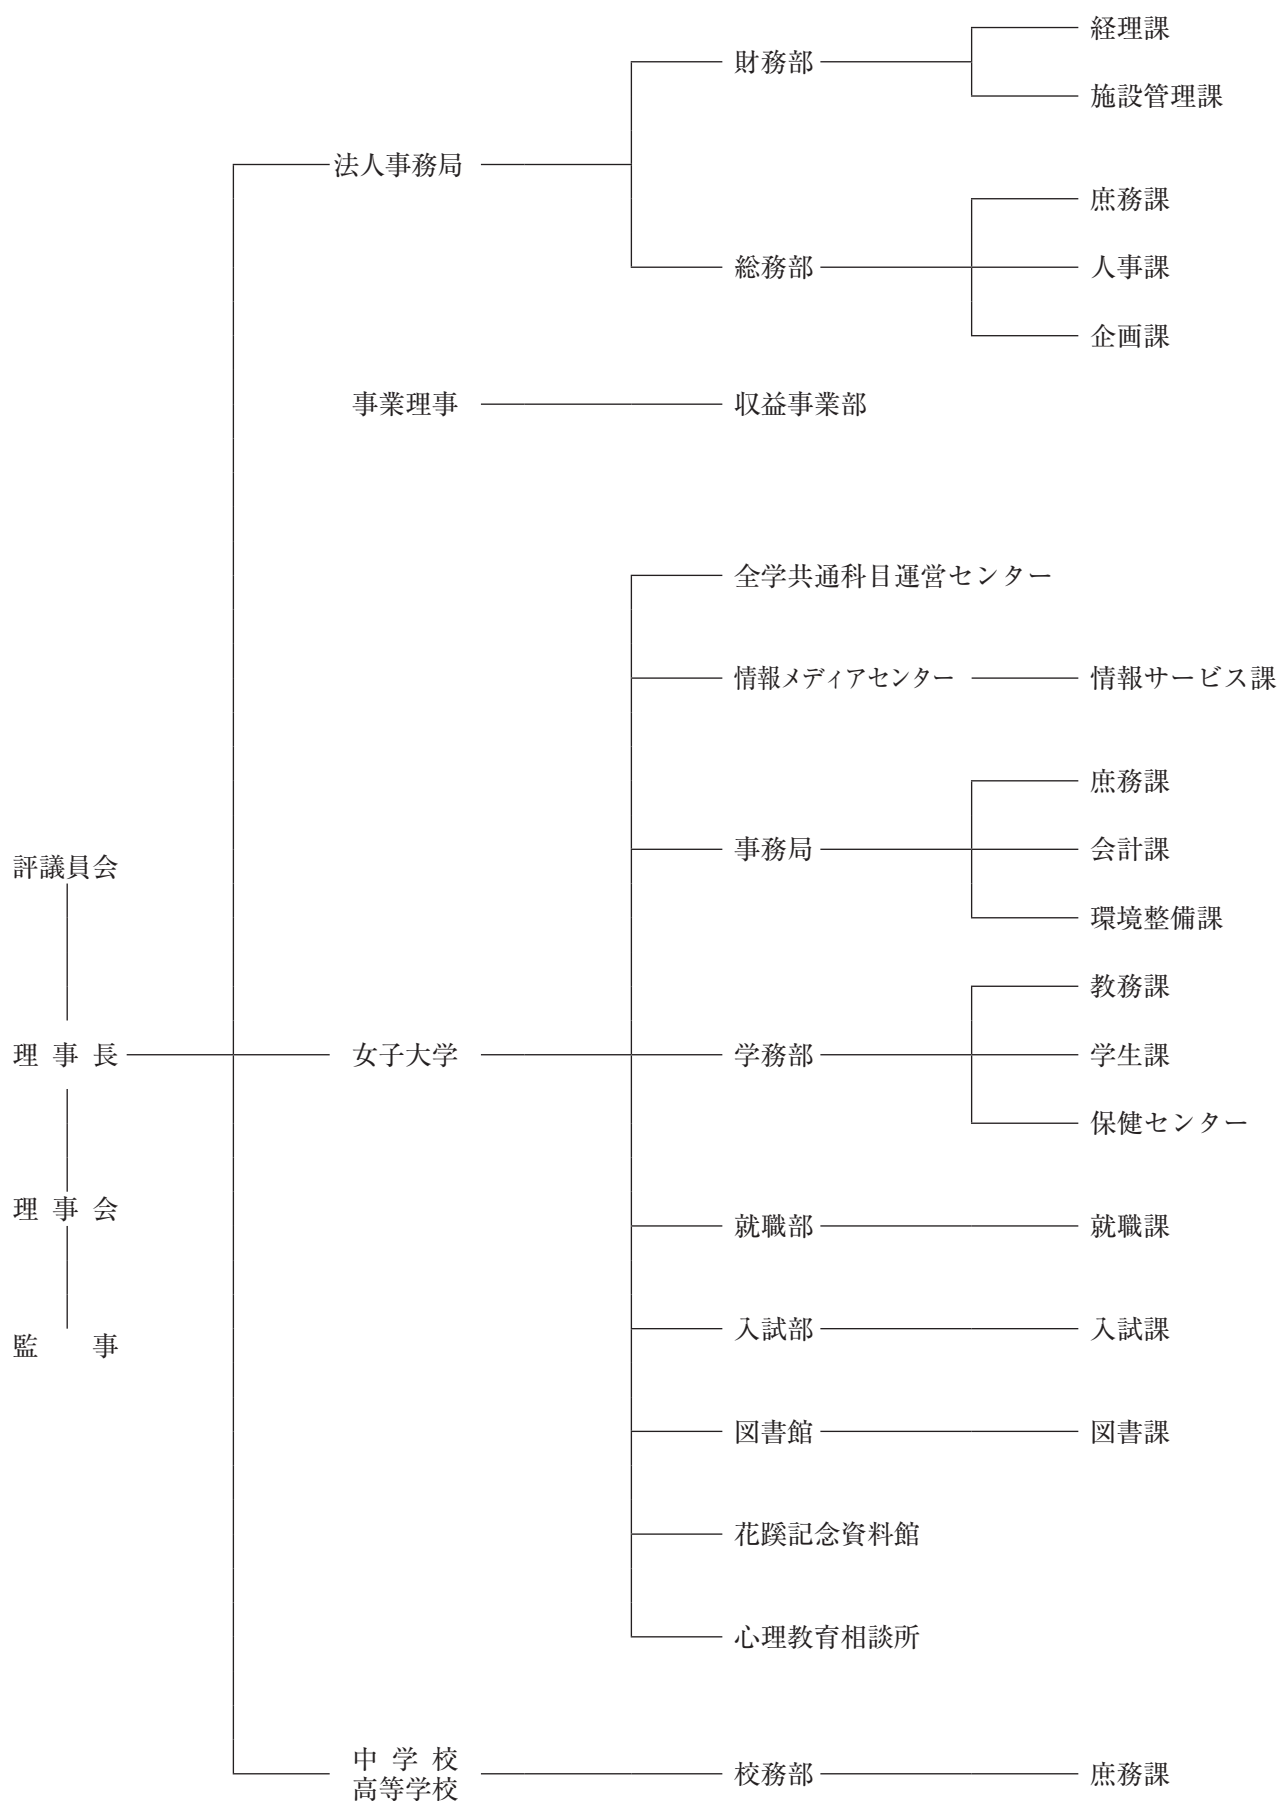 経理課
財務部
施設管理課
法人事務局
庶務課
総務部
人事課
企画課
事業理事
収益事業部
全学共通科目運営センター
情報メディアセンター
情報サービス課
庶務課
評議員会
事務局
会計課
環境整備課
教務課
理事長
女子大学
学務部
学生課
保健センター
理事会
就職部
就職課
監事
入試部
入試課
図書館
図書課
花蹊記念資料館
心理教育相談所
中学校
高等学校
校務部
庶務課